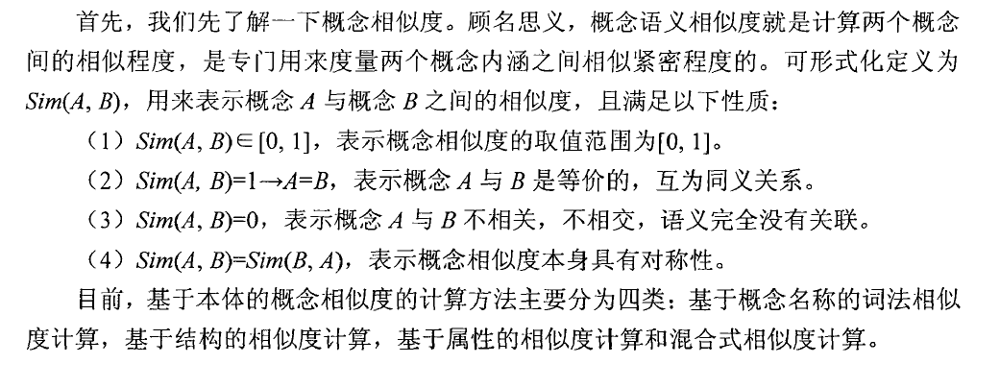 首先，我们先了解一下概念相似度。顾名思义，概念语义相似度就是计算两个概念
间的相似程度，是专门用来度量两个概念内涵之间相似紧密程度的。可形式化定义为
Sim(A, B)，用来表示概念 A 与概念 B 之间的相似度，且满足以下性质：
（1）Sim(A, B)∈[0, 1]，表示概念相似度的取值范围为[0, 1]。
（2）Sim(A, B)=1→A=B，表示概念 A 与 B 是等价的，互为同义关系。
（3）Sim(A, B)=0，表示概念 A 与 B 不相关，不相交，语义完全没有关联。
（4）Sim(A, B)=Sim(B, A)，表示概念相似度本身具有对称性。
目前，基于本体的概念相似度的计算方法主要分为四类：基于概念名称的词法相似
度计算，基于结构的相似度计算，基于属性的相似度计算和混合式相似度计算。